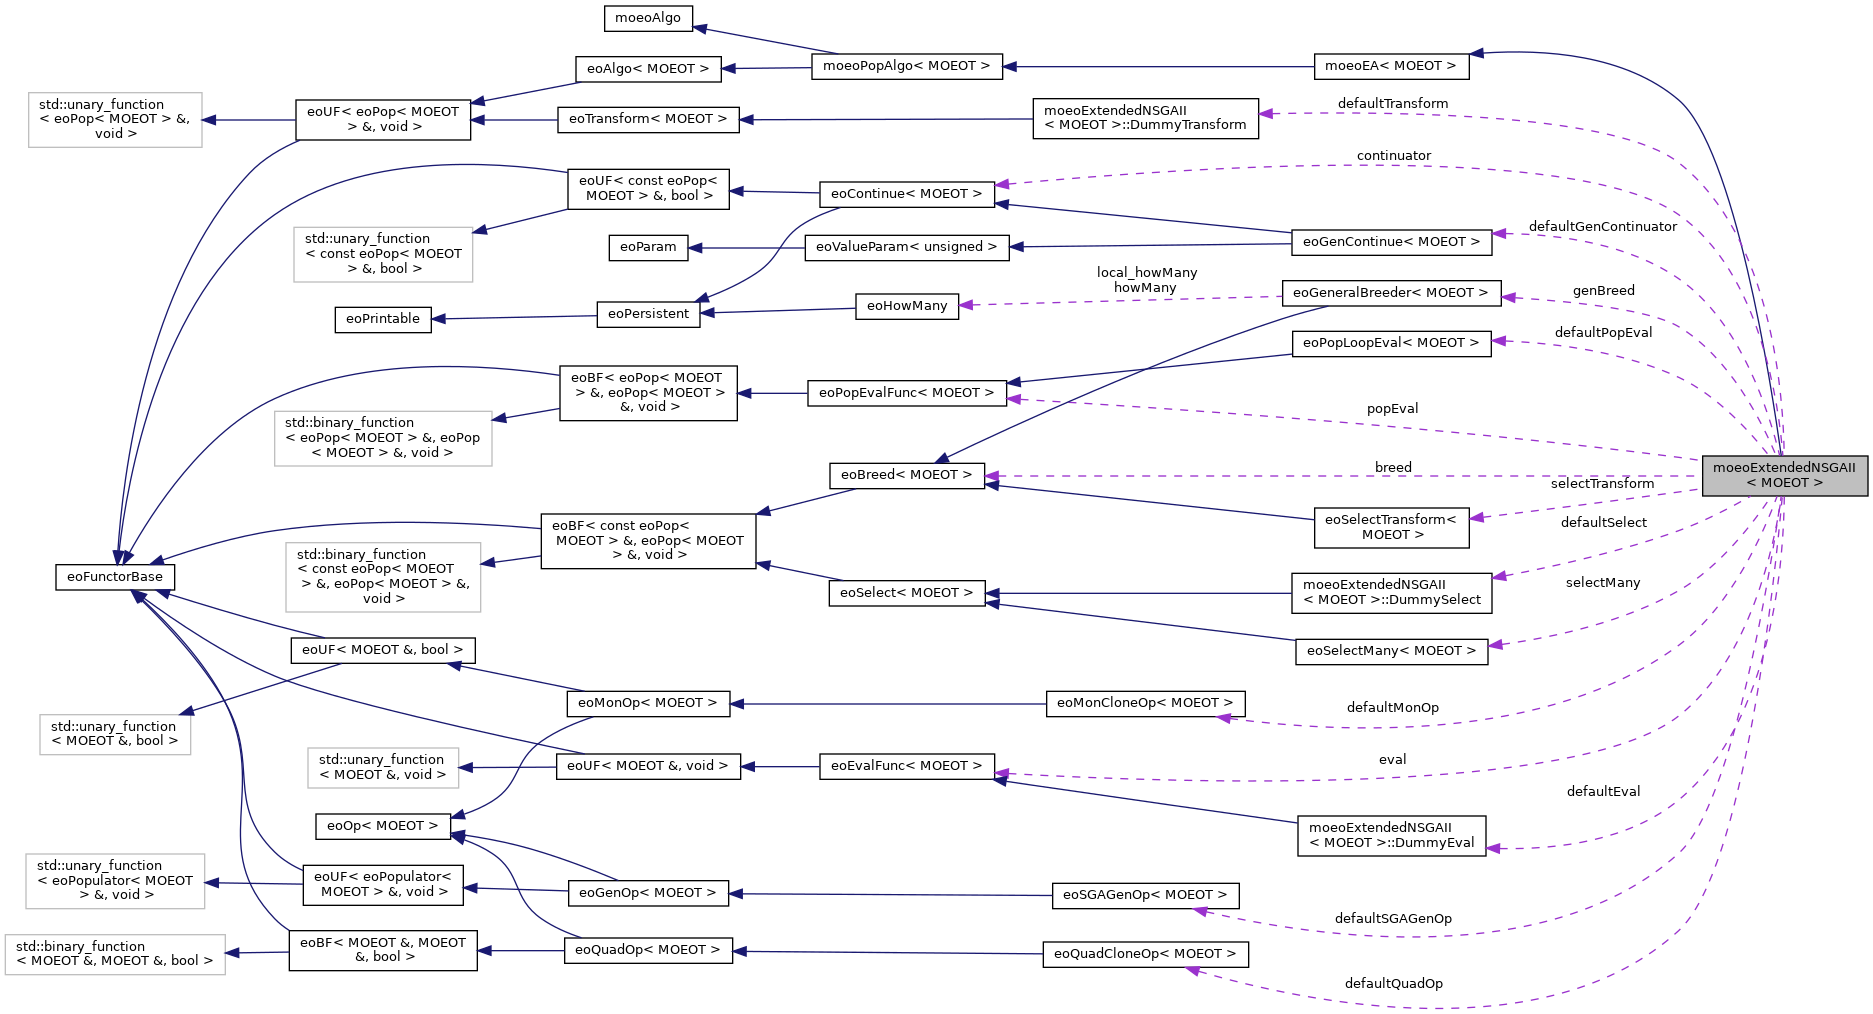 moeoAlgo
eoAlgo< MOEOT >
moeoPopAlgo< MOEOT >
moeoEA< MOEOT >
std::unary_function
< eoPop< MOEOT > &,
void >
eoUF< eoPop< MOEOT
> &, void >
eoTransform< MOEOT >
moeoExtendedNSGAII
< MOEOT >::DummyTransform
defaultTransform
continuator
eoUF< const eoPop<
MOEOT > &, bool >
eoContinue< MOEOT >
std::unary_function
< const eoPop< MOEOT
> &, bool >
eoParam
eoValueParam< unsigned >
eoGenContinue< MOEOT >
defaultGenContinuator
local_howMany
howMany
eoPrintable
eoPersistent
eoHowMany
eoGeneralBreeder< MOEOT >
genBreed
eoPopLoopEval< MOEOT >
defaultPopEval
eoBF< eoPop< MOEOT
> &, eoPop< MOEOT >
&, void >
eoPopEvalFunc< MOEOT >
popEval
std::binary_function
< eoPop< MOEOT > &, eoPop
< MOEOT > &, void >
eoBreed< MOEOT >
breed
moeoExtendedNSGAII
< MOEOT >
selectTransform
eoSelectTransform<
MOEOT >
defaultSelect
eoBF< const eoPop<
MOEOT > &, eoPop< MOEOT
> &, void >
std::binary_function
< const eoPop< MOEOT
> &, eoPop< MOEOT > &,
void >
eoFunctorBase
eoSelect< MOEOT >
moeoExtendedNSGAII
< MOEOT >::DummySelect
selectMany
eoUF< MOEOT &, bool >
eoSelectMany< MOEOT >
std::unary_function
< MOEOT &, bool >
eoMonOp< MOEOT >
eoMonCloneOp< MOEOT >
defaultMonOp
std::unary_function
< MOEOT &, void >
eoUF< MOEOT &, void >
eoEvalFunc< MOEOT >
eval
defaultEval
eoOp< MOEOT >
moeoExtendedNSGAII
< MOEOT >::DummyEval
std::unary_function
< eoPopulator< MOEOT
> &, void >
eoUF< eoPopulator<
MOEOT > &, void >
eoGenOp< MOEOT >
eoSGAGenOp< MOEOT >
defaultSGAGenOp
std::binary_function
< MOEOT &, MOEOT &, bool >
eoBF< MOEOT &, MOEOT
&, bool >
eoQuadOp< MOEOT >
eoQuadCloneOp< MOEOT >
defaultQuadOp